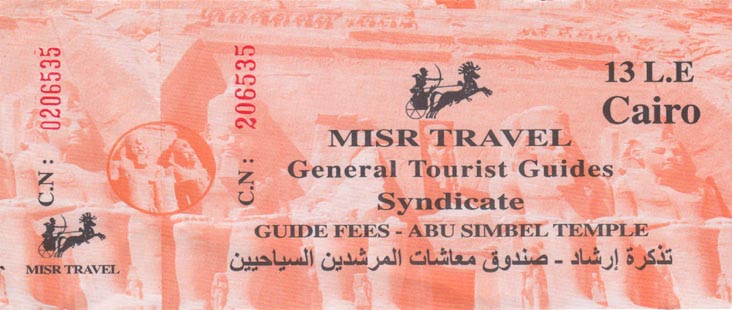 C.N : 0206535
MISR TRAVEL
C.N : 206535
13 L.E
Cairo
MISR TRAVEL
General Tourist Guides
Syndicate
GUIDE FEES - ABU SIMBEL TEMPLE
تذكرة إرشاد - صندوق معاشات المرشدين السياحيين